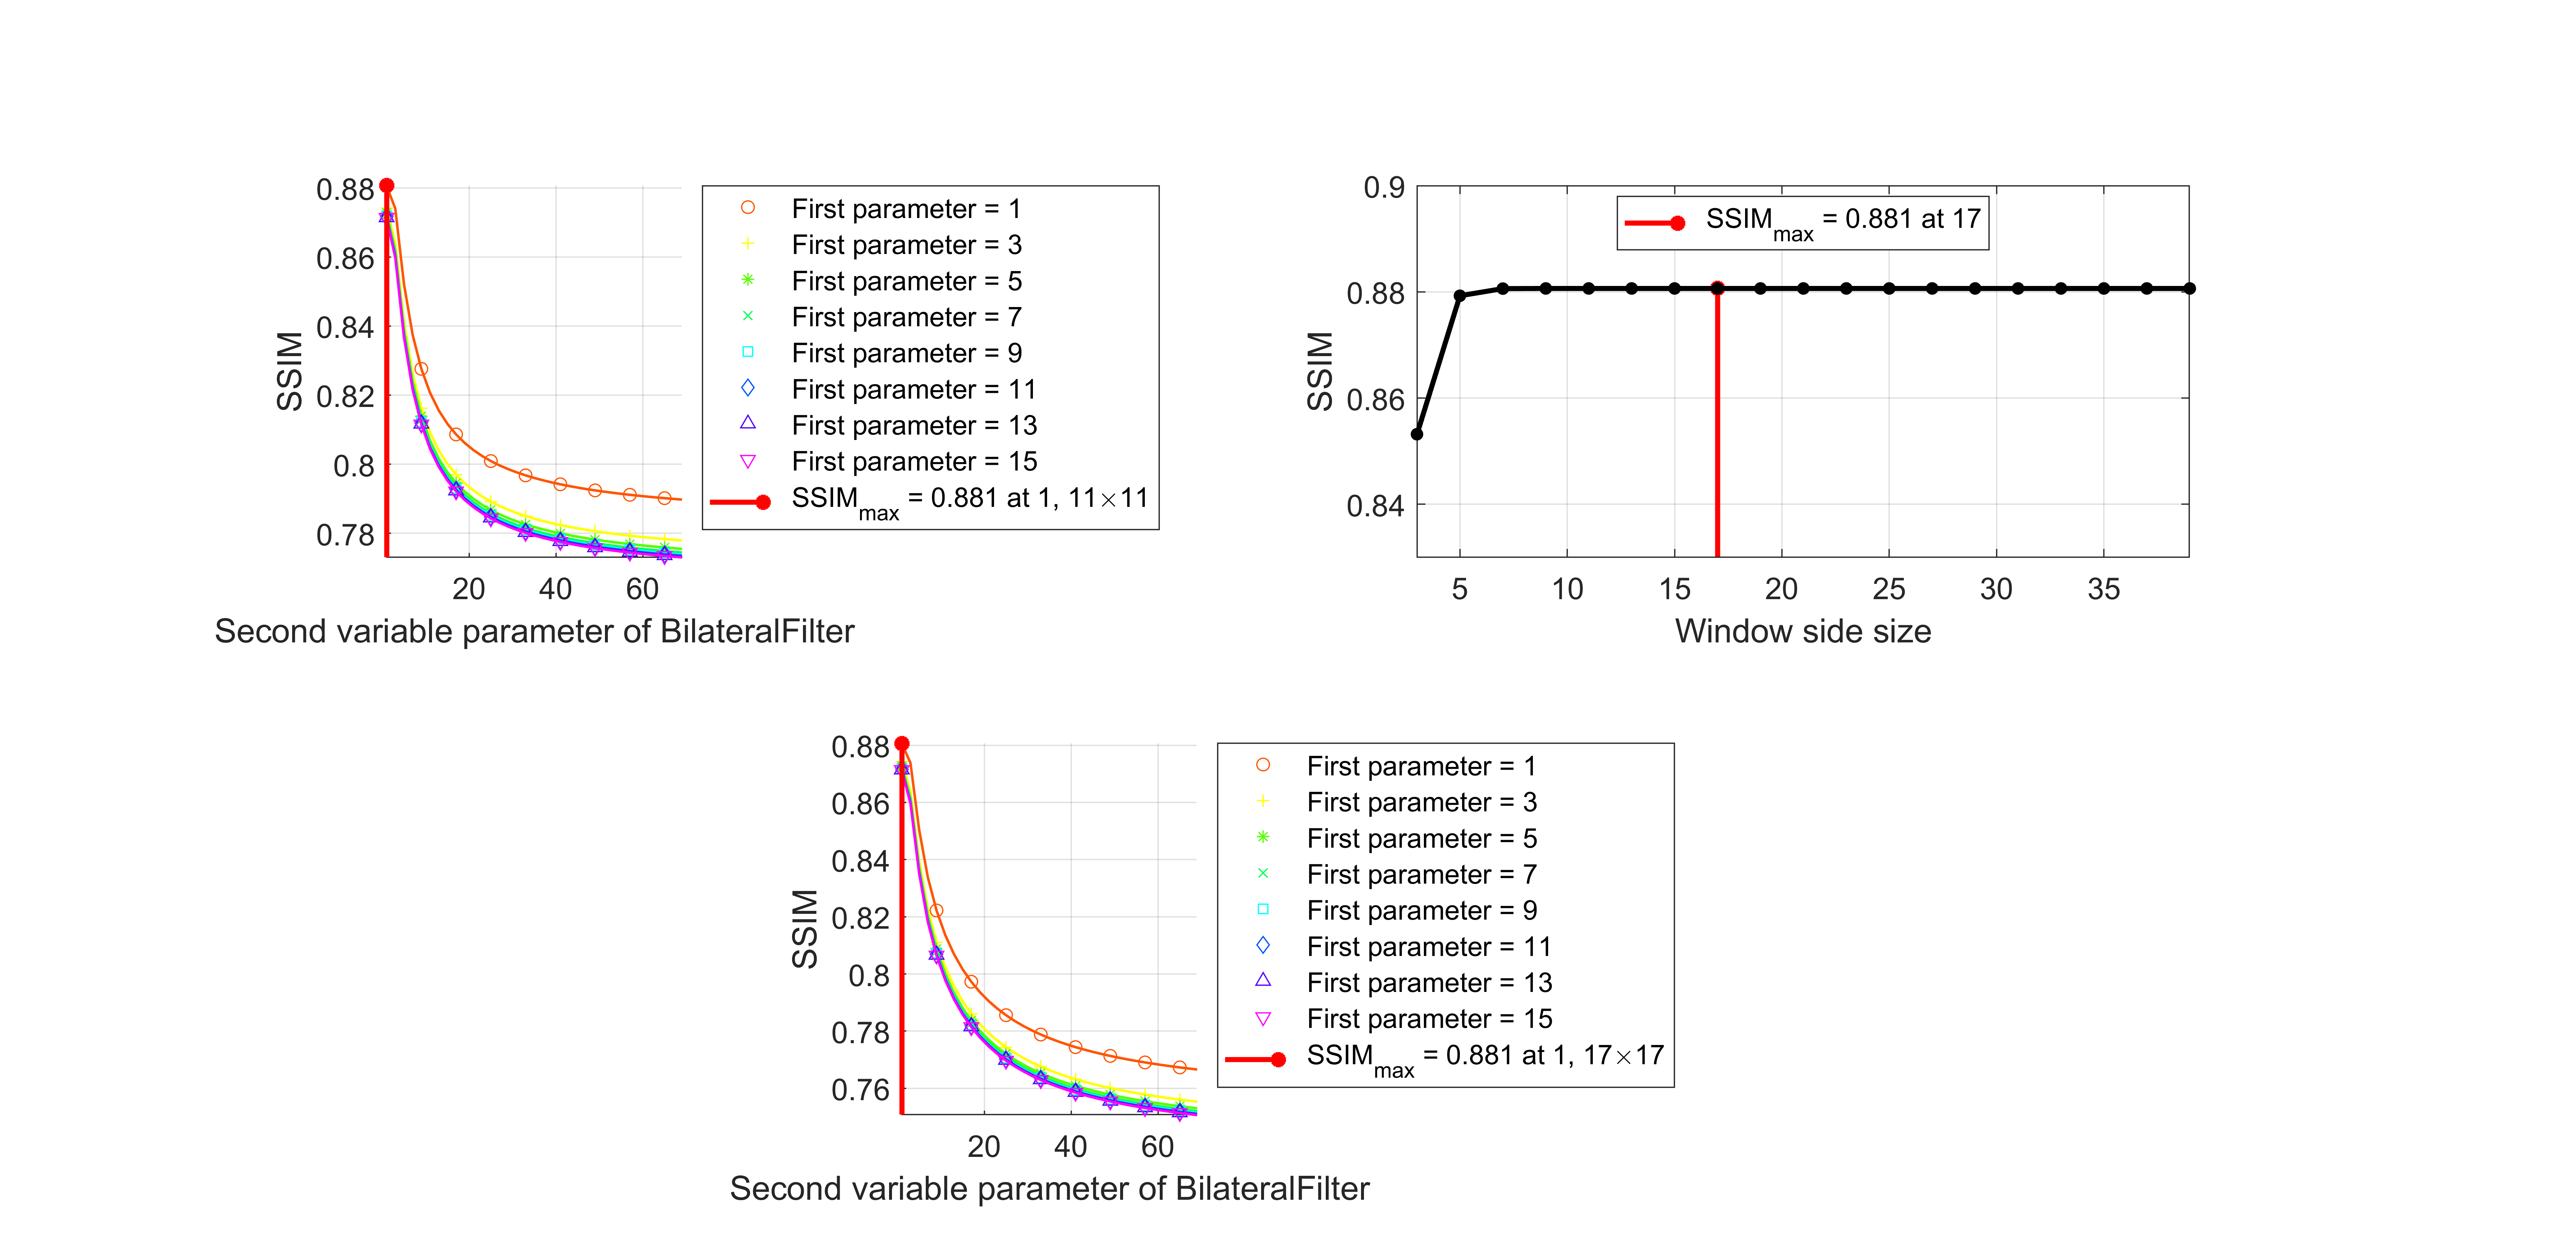 0.88
0.86
0.84
0.82
0.8
0.78
SSIM
20 40 60
Second variable parameter of BilateralFilter
First parameter = 1
First parameter = 3
First parameter = 5
First parameter = 7
First parameter = 9
First parameter = 11
First parameter = 13
First parameter = 15
SSIMmax = 0.881 at 1, 11×11
0.9
0.88
0.86
0.84
SSIM
SSIMmax = 0.881 at 17
5 10 15 20 25 30 35
Window side size
0.88
0.86
0.84
0.82
0.8
0.78
0.76
SSIM
20 40 60
Second variable parameter of BilateralFilter
First parameter = 1
First parameter = 3
First parameter = 5
First parameter = 7
First parameter = 9
First parameter = 11
First parameter = 13
First parameter = 15
SSIMmax = 0.881 at 1, 17×17